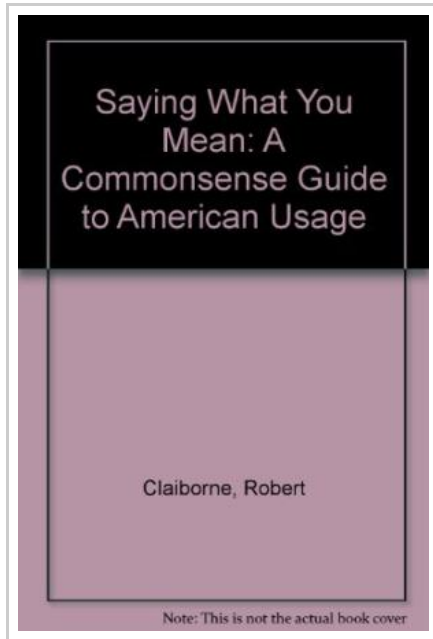 Saying What You
Mean: A
Commonsense Guide
to American Usage
Claiborne, Robert
Note: This is not the actual book cover